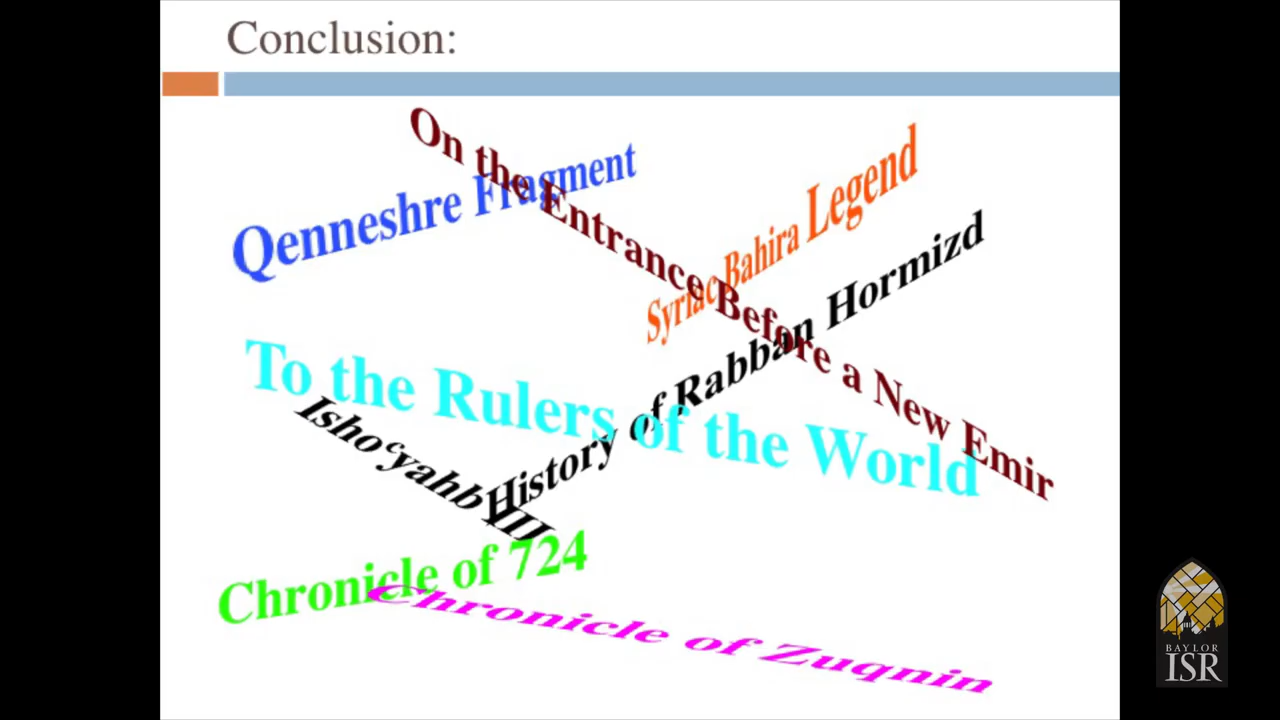 Conclusion:
On the Entrance Before a New Emir
Qenneshre Fragment
Syriac Bahira Legend
History of Rabban Hormizd
To the Rulers of the World
Ishoʿyahb III
Chronicle of 724
Chronicle of Zuqnin
BAYLOR
ISR